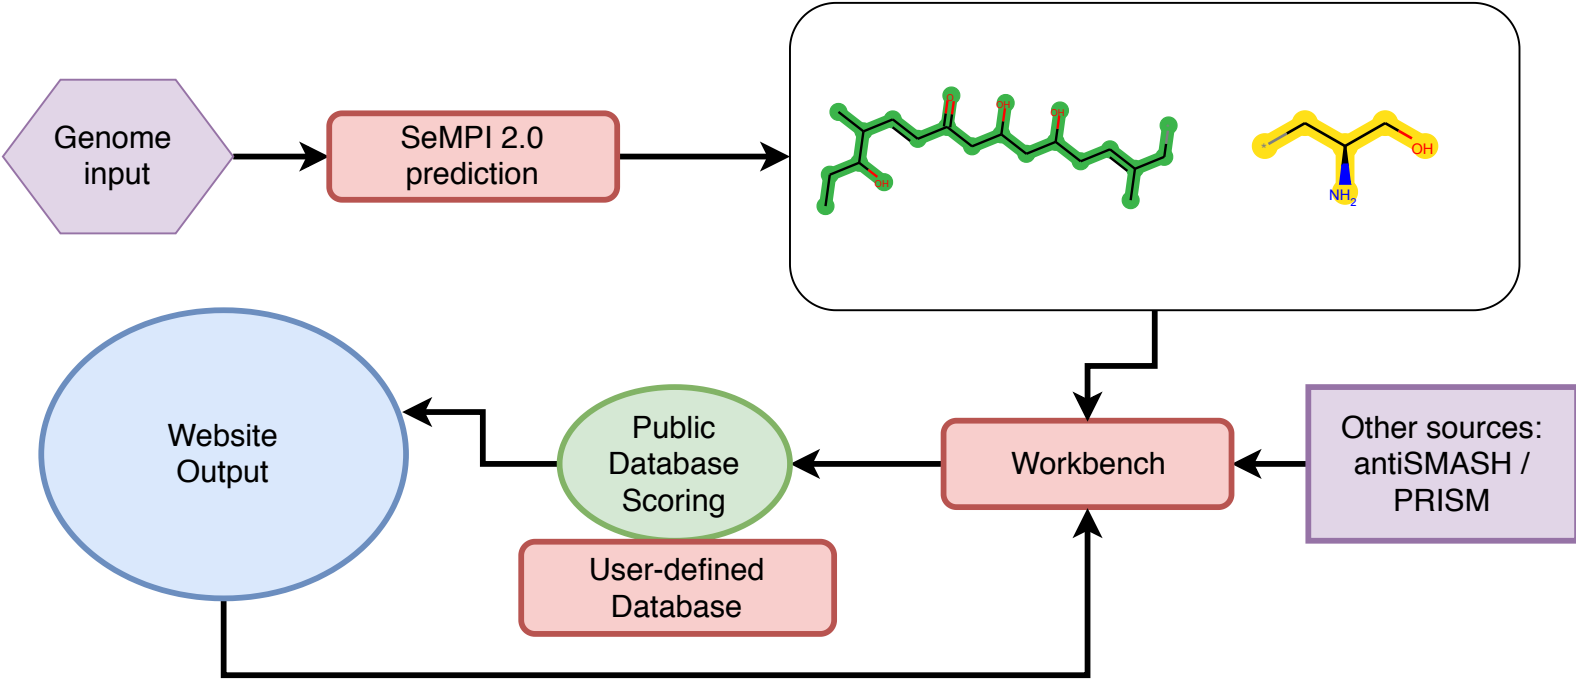 Genome
input
SeMPI 2.0
prediction
O
OH
OH
OH
OH
NH2
Website
Output
Public
Database
Scoring
User-defined
Database
Workbench
Other sources:
antiSMASH /
PRISM